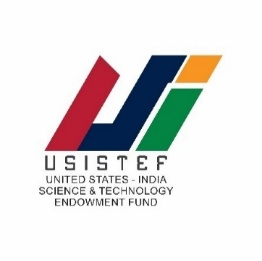 USISTEF
UNITED STATES - INDIA
SCIENCE & TECHNOLOGY
ENDOWMENT FUND